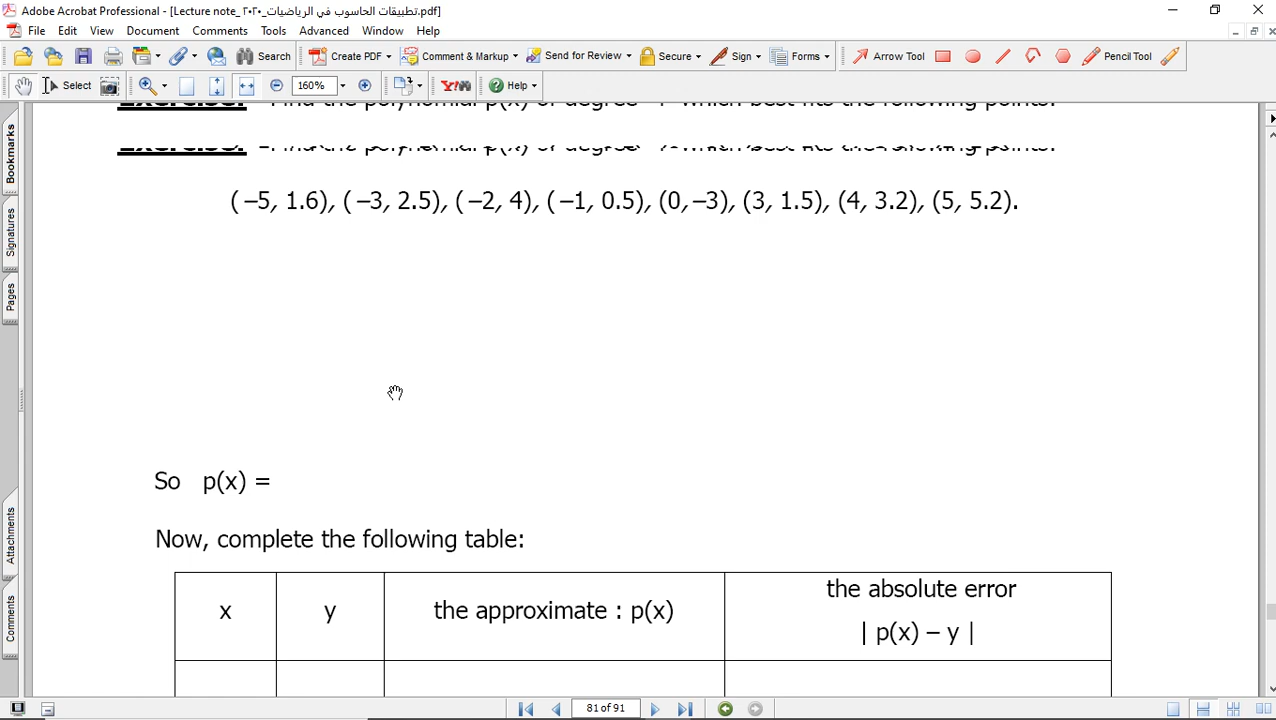 Adobe Acrobat Professional - [Lecture note_ تطبيقات الحاسوب في الرياضيات_٢٠٢٠.pdf]
File Edit View Document Comments Tools Advanced Window Help
Search Create PDF Comment & Markup Send for Review Secure Sign Forms Arrow Tool Pencil Tool
Select 160% Help
Bookmarks
Signatures
Pages
Attachments
Comments
(−5, 1.6), (−3, 2.5), (−2, 4), (−1, 0.5), (0,−3), (3, 1.5), (4, 3.2), (5, 5.2).
So p(x) =
Now, complete the following table:
x y the approximate : p(x) the absolute error
| p(x) − y |
81 of 91